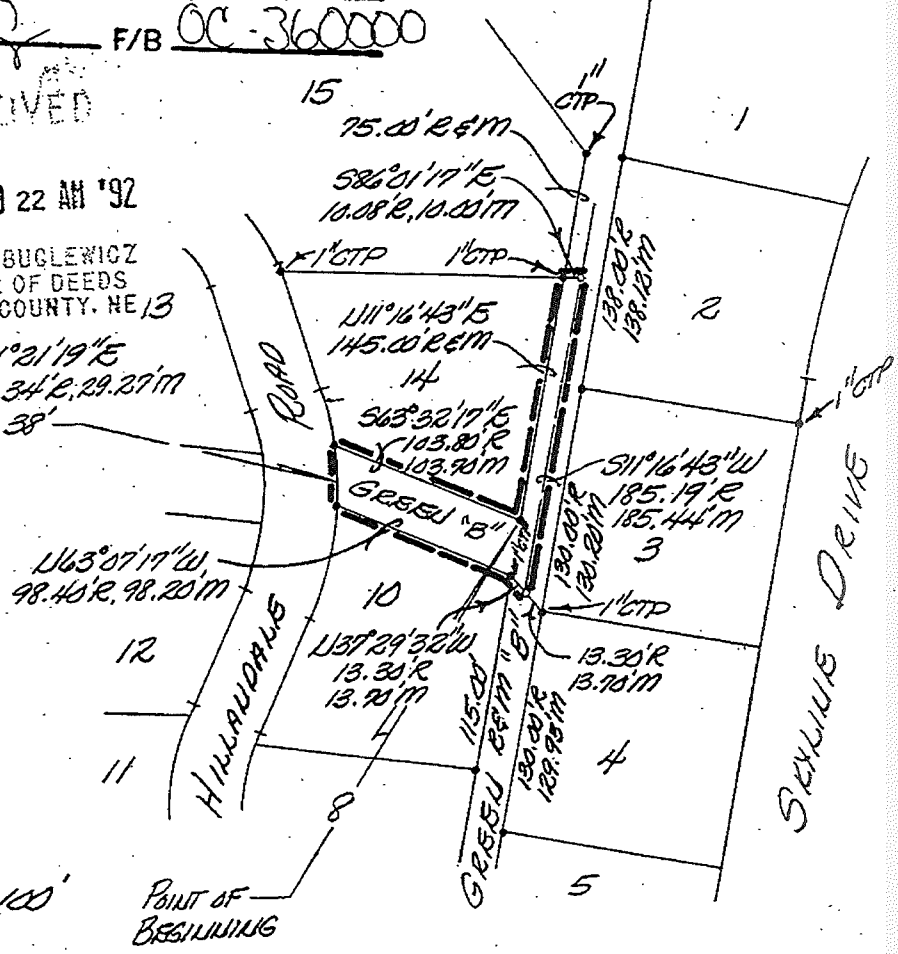 F/B OC-360000
15
1"
CTP
1
75.00' R&M
S86°01'17"E
10.08'R, 10.00'M
22 AM '92
BUGLEWICZ
OF DEEDS
COUNTY, NE
13
1" CTP
1" CTP
138.00'R
138.12'M
2
°21'19"E
34'R, 29.27'M
38'
N11°16'43"E
145.00' R&M
14
ROAD
1" CTP
S63°32'17"E
103.80'R
103.90'M
S11°16'43"W
185.19'R
185.44'M
GREEN "B"
1" CTP
130.00'R
130.20'M
3
N63°07'17"W
98.40'R, 98.20'M
10
1" CTP
12
N37°29'32"W
13.30'R
13.70'M
13.30'R
13.70'M
115.00'
GREEN R&M "B"
130.00'R
129.95'M
4
11
HILLANDALE
SKYLINE DRIVE
8
5
100'
POINT OF
BEGINNING